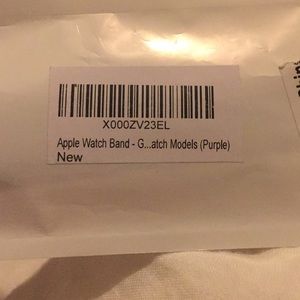 X000ZV23EL
Apple Watch Band - G...atch Models (Purple)
New